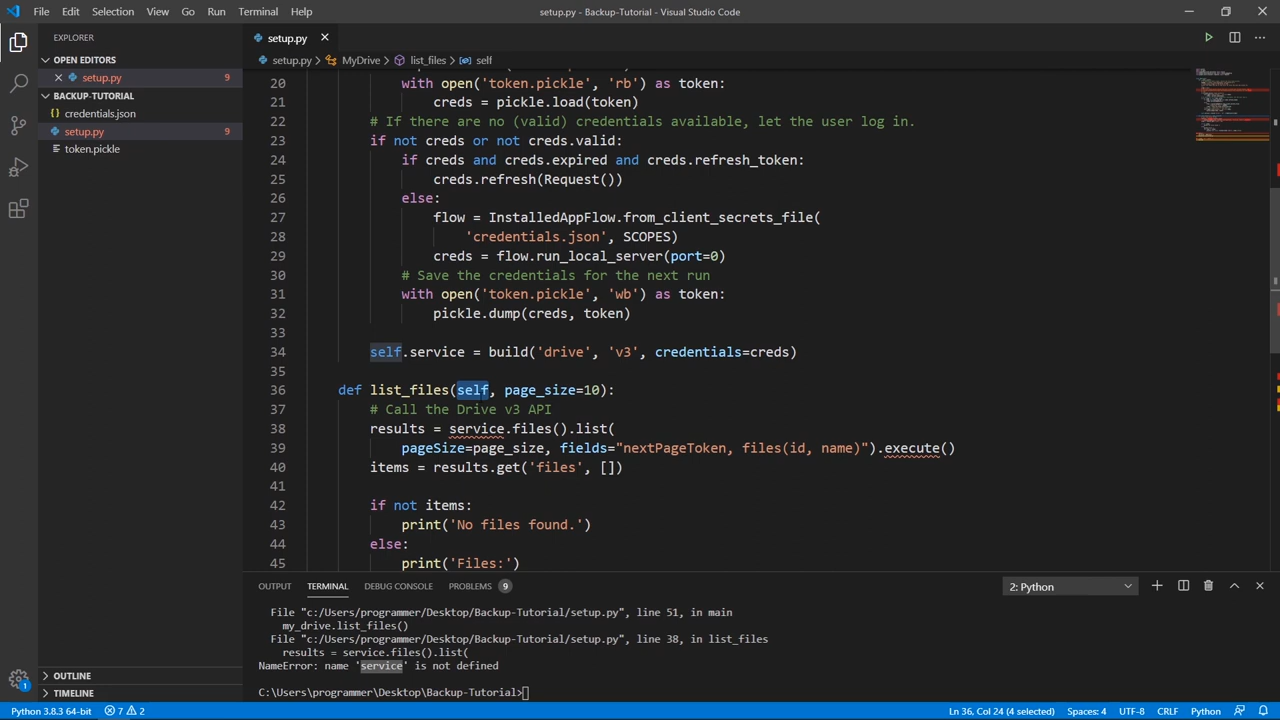 File Edit Selection View Go Run Terminal Help setup.py - Backup-Tutorial - Visual Studio Code
EXPLORER
OPEN EDITORS
setup.py 9
BACKUP-TUTORIAL
credentials.json
setup.py 9
token.pickle
OUTLINE
TIMELINE
1
setup.py
setup.py > MyDrive > list_files > self
20 with open('token.pickle', 'rb') as token:
21 creds = pickle.load(token)
22 # If there are no (valid) credentials available, let the user log in.
23 if not creds or not creds.valid:
24 if creds and creds.expired and creds.refresh_token:
25 creds.refresh(Request())
26 else:
27 flow = InstalledAppFlow.from_client_secrets_file(
28 'credentials.json', SCOPES)
29 creds = flow.run_local_server(port=0)
30 # Save the credentials for the next run
31 with open('token.pickle', 'wb') as token:
32 pickle.dump(creds, token)
33
34 self.service = build('drive', 'v3', credentials=creds)
35
36 def list_files(self, page_size=10):
37 # Call the Drive v3 API
38 results = service.files().list(
39 pageSize=page_size, fields="nextPageToken, files(id, name)").execute()
40 items = results.get('files', [])
41
42 if not items:
43 print('No files found.')
44 else:
45 print('Files:')
OUTPUT TERMINAL DEBUG CONSOLE PROBLEMS 9 2: Python
File "c:/Users/programmer/Desktop/Backup-Tutorial/setup.py", line 51, in main
my_drive.list_files()
File "c:/Users/programmer/Desktop/Backup-Tutorial/setup.py", line 38, in list_files
results = service.files().list(
NameError: name 'service' is not defined
C:\Users\programmer\Desktop\Backup-Tutorial>
Python 3.8.3 64-bit 7 2 Ln 36, Col 24 (4 selected) Spaces: 4 UTF-8 CRLF Python